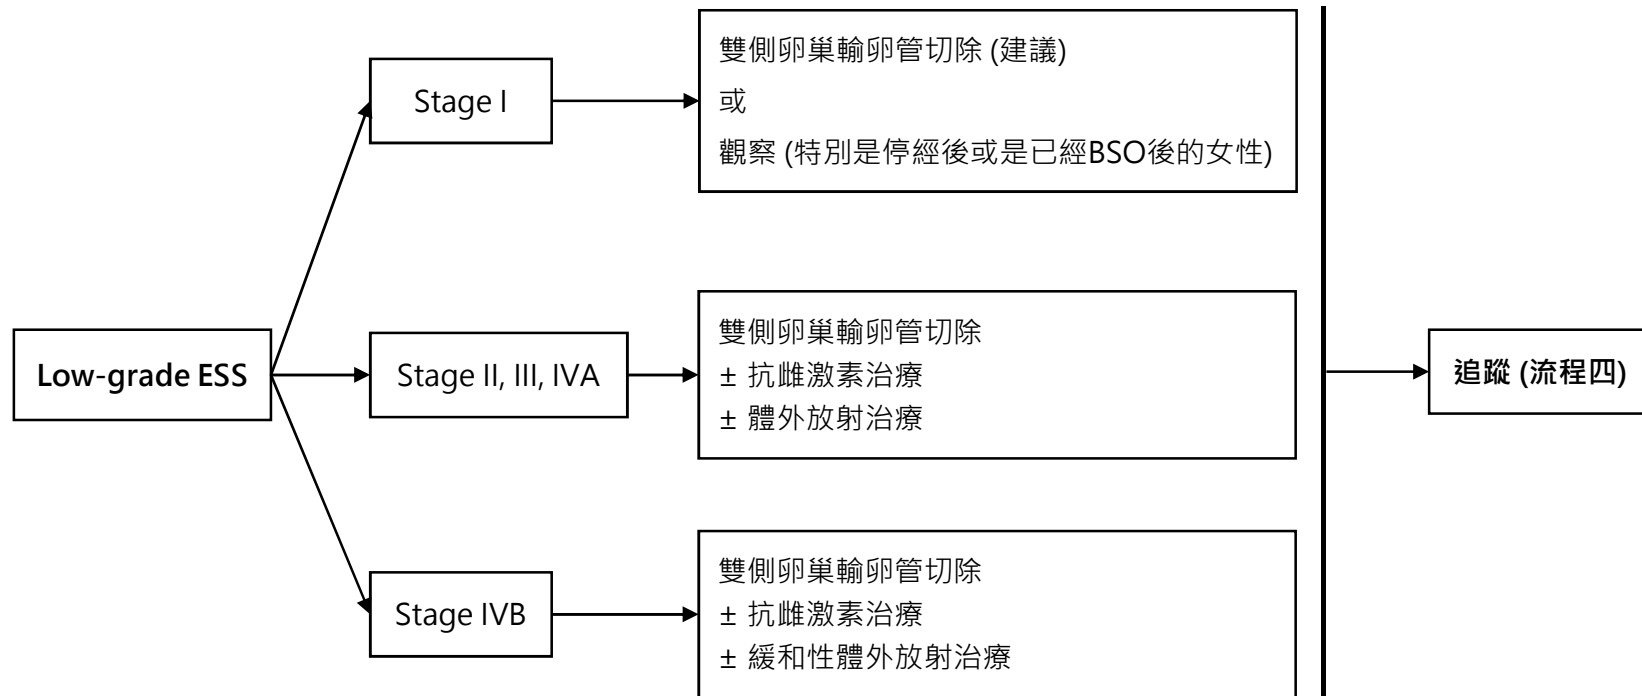 Low-grade ESS
Stage I
雙側卵巢輸卵管切除 (建議)
或
觀察 (特別是停經後或是已經BSO後的女性)
Stage II, III, IVA
雙側卵巢輸卵管切除
± 抗雌激素治療
± 體外放射治療
Stage IVB
雙側卵巢輸卵管切除
± 抗雌激素治療
± 緩和性體外放射治療
追蹤 (流程四)